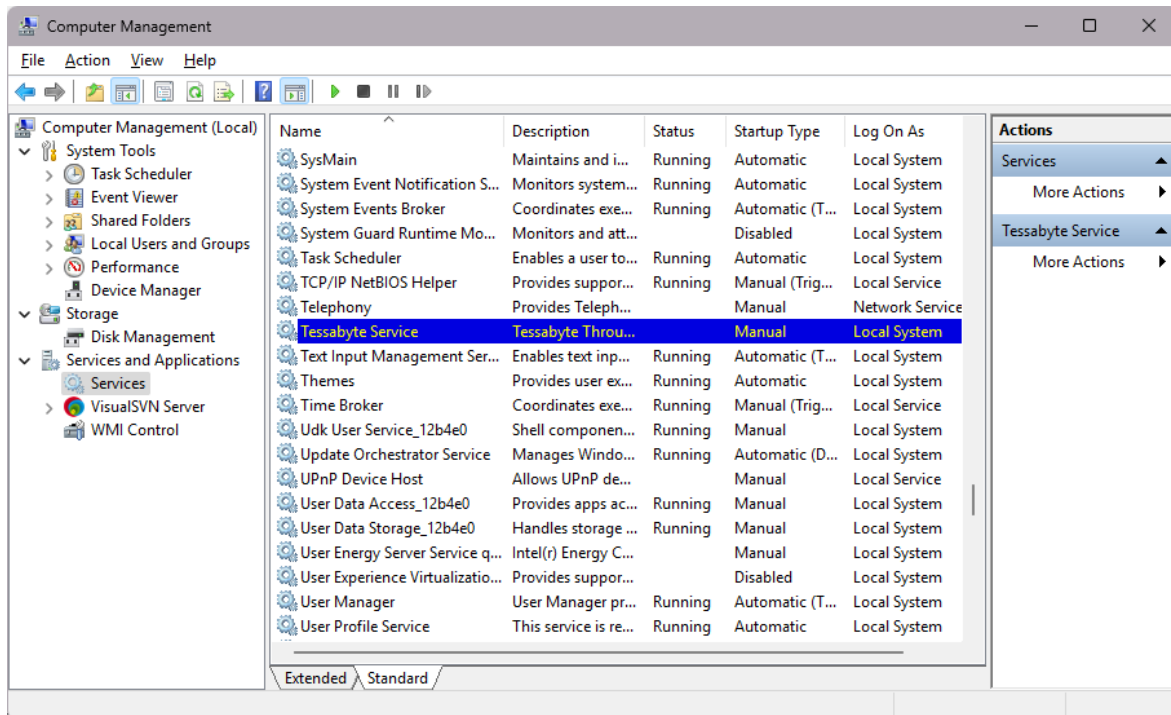 Computer Management
File Action View Help
Computer Management (Local)
System Tools
Task Scheduler
Event Viewer
Shared Folders
Local Users and Groups
Performance
Device Manager
Storage
Disk Management
Services and Applications
Services
VisualSVN Server
WMI Control
Name Description Status Startup Type Log On As
SysMain Maintains and i... Running Automatic Local System
System Event Notification S... Monitors system... Running Automatic Local System
System Events Broker Coordinates exe... Running Automatic (T... Local System
System Guard Runtime Mo... Monitors and att... Disabled Local System
Task Scheduler Enables a user to... Running Automatic Local System
TCP/IP NetBIOS Helper Provides suppor... Running Manual (Trig... Local Service
Telephony Provides Teleph... Manual Network Service
Tessabyte Service Tessabyte Throu... Manual Local System
Text Input Management Ser... Enables text inp... Running Automatic (T... Local System
Themes Provides user ex... Running Automatic Local System
Time Broker Coordinates exe... Running Manual (Trig... Local Service
Udk User Service_12b4e0 Shell componen... Running Manual Local System
Update Orchestrator Service Manages Windo... Running Automatic (D... Local System
UPnP Device Host Allows UPnP de... Manual Local Service
User Data Access_12b4e0 Provides apps ac... Running Manual Local System
User Data Storage_12b4e0 Handles storage ... Running Manual Local System
User Energy Server Service q... Intel(r) Energy C... Manual Local System
User Experience Virtualizatio... Provides suppor... Disabled Local System
User Manager User Manager pr... Running Automatic (T... Local System
User Profile Service This service is re... Running Automatic Local System
Extended Standard
Actions
Services
More Actions
Tessabyte Service
More Actions